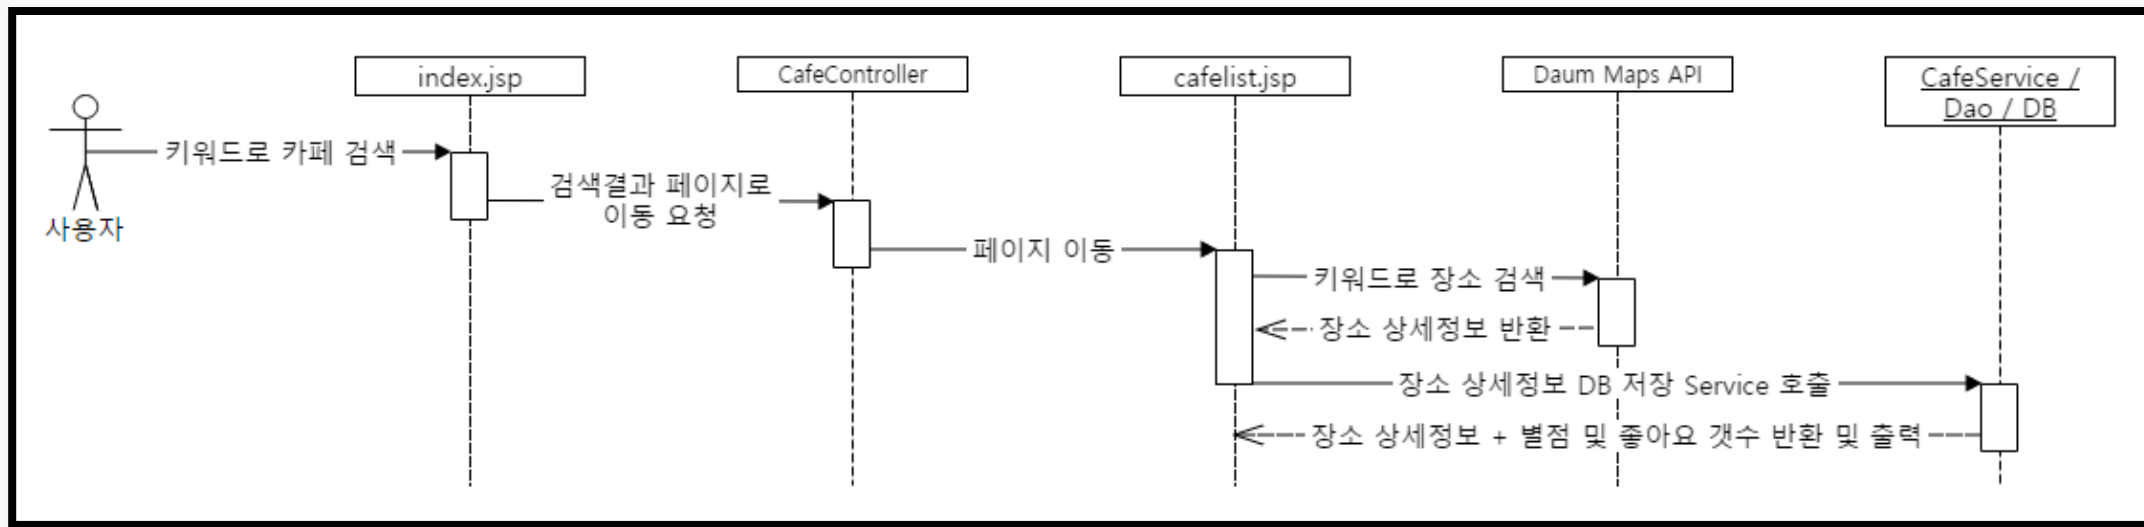 index.jsp
CafeController
cafelist.jsp
Daum Maps API
CafeService /
Dao / DB
사용자
키워드로 카페 검색
검색결과 페이지로
이동 요청
페이지 이동
키워드로 장소 검색
장소 상세정보 반환
장소 상세정보 DB 저장 Service 호출
장소 상세정보 + 별점 및 좋아요 갯수 반환 및 출력